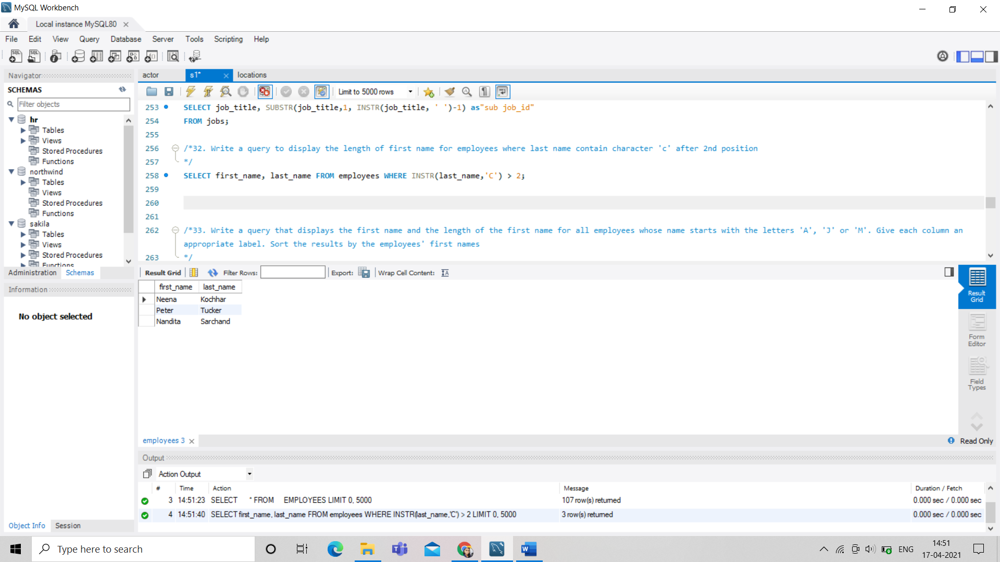 MySQL Workbench
Local instance MySQL80
File Edit View Query Database Server Tools Scripting Help
Navigator
SCHEMAS
Filter objects
hr
Tables
Views
Stored Procedures
Functions
northwind
Tables
Views
Stored Procedures
Functions
sakila
Tables
Views
Stored Procedures
Functions
Administration Schemas
Information
No object selected
Object Info Session
actor s1* locations
Limit to 5000 rows
253 SELECT job_title, SUBSTR(job_title,1, INSTR(job_title, ' ')-1) as"sub job_id"
254 FROM jobs;
255
256 /*32. Write a query to display the length of first name for employees where last name contain character 'c' after 2nd position
257 */
258 SELECT first_name, last_name FROM employees WHERE INSTR(last_name,'C') > 2;
259
260
261
262 /*33. Write a query that displays the first name and the length of the first name for all employees whose name starts with the letters 'A', 'J' or 'M'. Give each column an
appropriate label. Sort the results by the employees' first names
263 */
Result Grid Filter Rows: Export: Wrap Cell Content:
first_name last_name
Neena Kochhar
Peter Tucker
Nandita Sarchand
Result
Grid
Form
Editor
Field
Types
employees 3
Read Only
Output
Action Output
# Time Action Message Duration / Fetch
3 14:51:23 SELECT * FROM EMPLOYEES LIMIT 0, 5000 107 row(s) returned 0.000 sec / 0.000 sec
4 14:51:40 SELECT first_name, last_name FROM employees WHERE INSTR(last_name,'C') > 2 LIMIT 0, 5000 3 row(s) returned 0.000 sec / 0.000 sec
Type here to search
ENG
14:51
17-04-2021